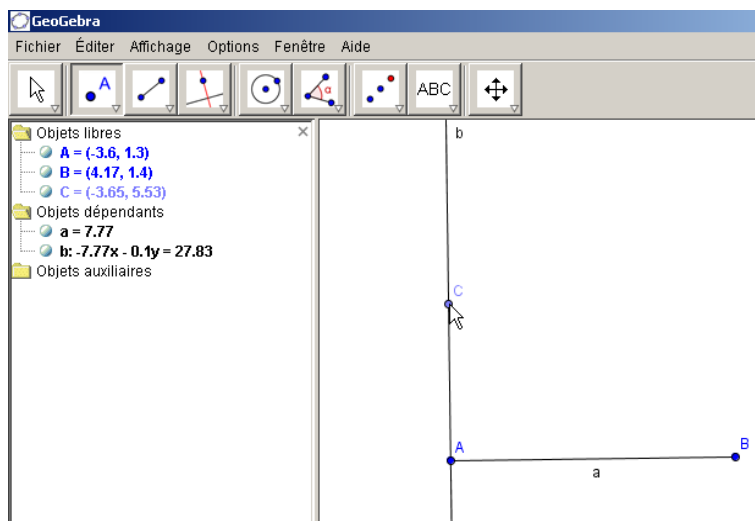 GeoGebra
Fichier Éditer Affichage Options Fenêtre Aide
A α ABC
Objets libres
A = (-3.6, 1.3)
B = (4.17, 1.4)
C = (-3.65, 5.53)
Objets dépendants
a = 7.77
b: -7.77x - 0.1y = 27.83
Objets auxiliaires
b
C
A
B
a